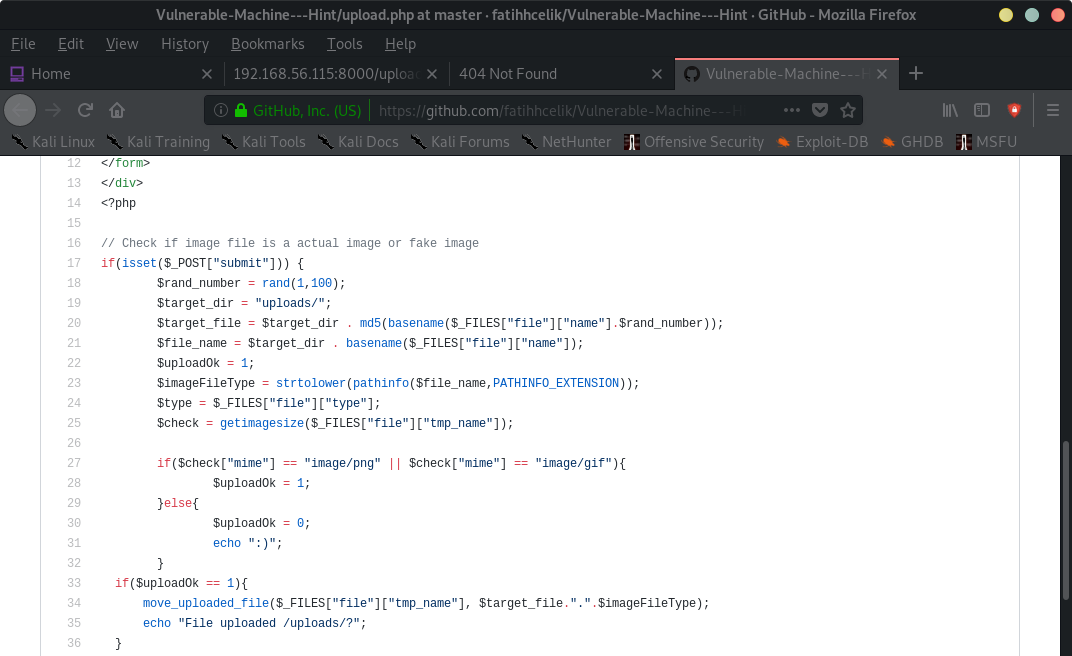 Vulnerable-Machine---Hint/upload.php at master · fatihhcelik/Vulnerable-Machine---Hint · GitHub - Mozilla Firefox
File Edit View History Bookmarks Tools Help
Home 192.168.56.115:8000/uploa 404 Not Found Vulnerable-Machine---H
GitHub, Inc. (US) https://github.com/fatihhcelik/Vulnerable-Machine---H
Kali Linux Kali Training Kali Tools Kali Docs Kali Forums NetHunter Offensive Security Exploit-DB GHDB MSFU
12 </form>
13 </div>
14 <?php
15
16 // Check if image file is a actual image or fake image
17 if(isset($_POST["submit"])) {
18 $rand_number = rand(1,100);
19 $target_dir = "uploads/";
20 $target_file = $target_dir . md5(basename($_FILES["file"]["name"].$rand_number));
21 $file_name = $target_dir . basename($_FILES["file"]["name"]);
22 $uploadOk = 1;
23 $imageFileType = strtolower(pathinfo($file_name,PATHINFO_EXTENSION));
24 $type = $_FILES["file"]["type"];
25 $check = getimagesize($_FILES["file"]["tmp_name"]);
26
27 if($check["mime"] == "image/png" || $check["mime"] == "image/gif"){
28 $uploadOk = 1;
29 }else{
30 $uploadOk = 0;
31 echo ":)";
32 }
33 if($uploadOk == 1){
34 move_uploaded_file($_FILES["file"]["tmp_name"], $target_file.".".$imageFileType);
35 echo "File uploaded /uploads/?";
36 }